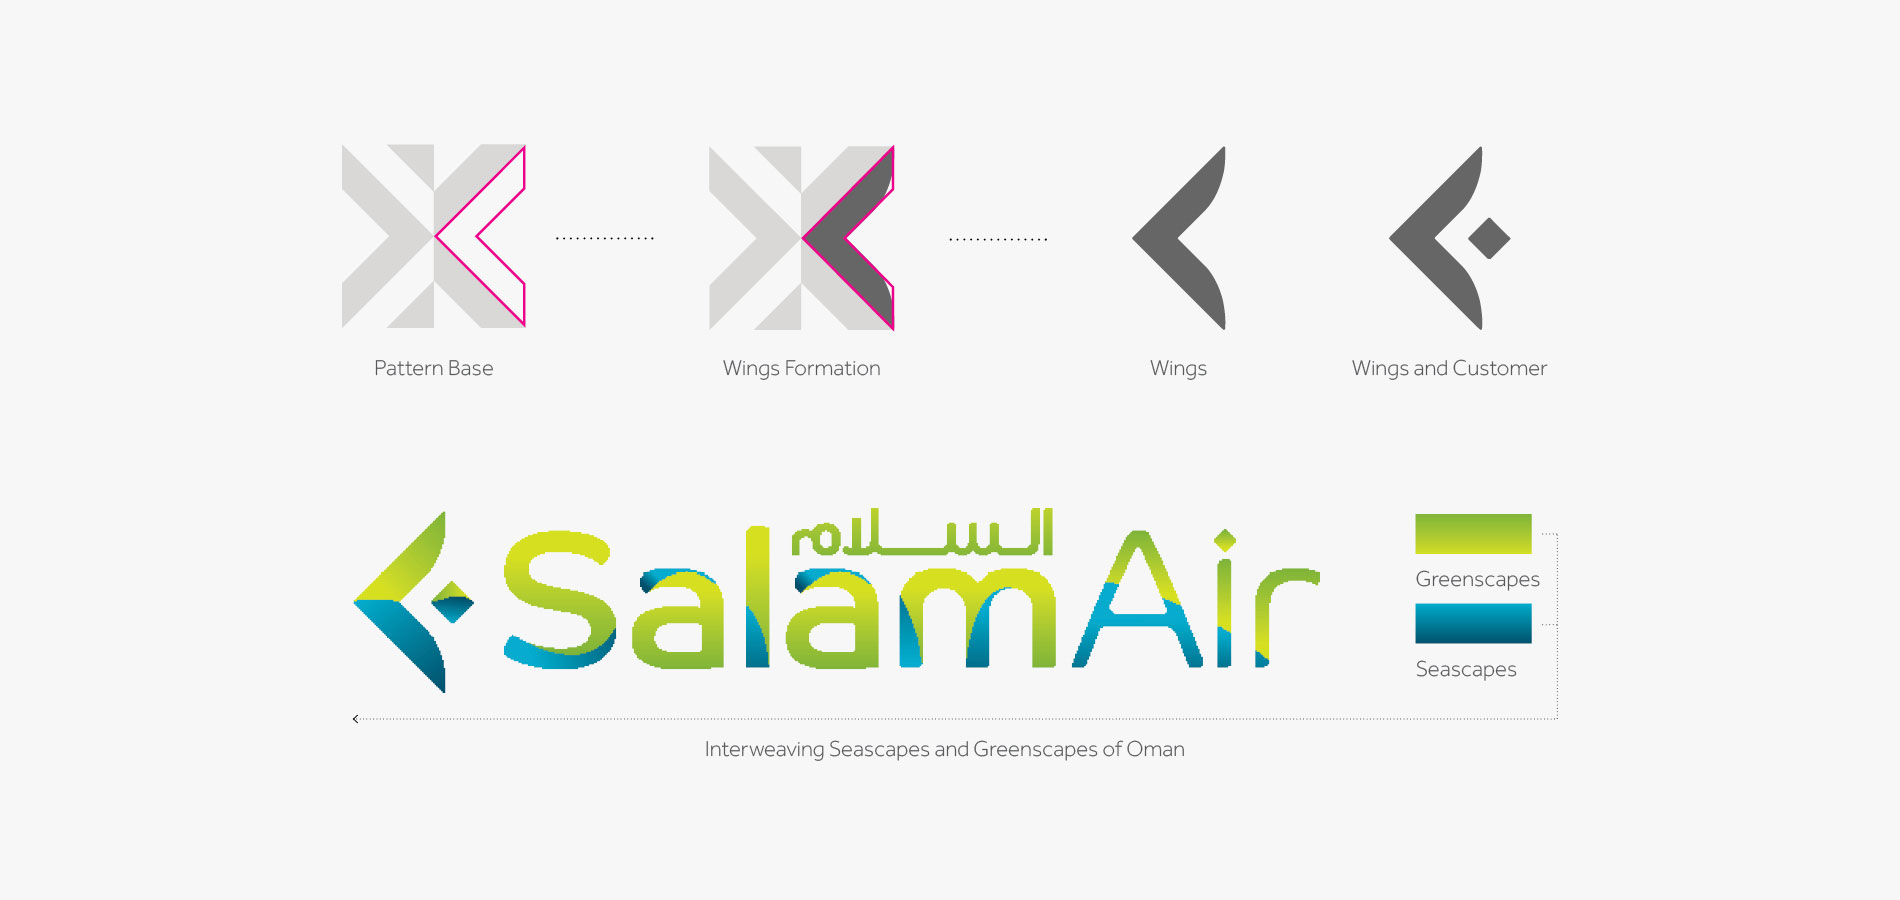 Pattern Base
Wings Formation
Wings
Wings and Customer
السلام
SalamAir
Greenscapes
Seascapes
Interweaving Seascapes and Greenscapes of Oman